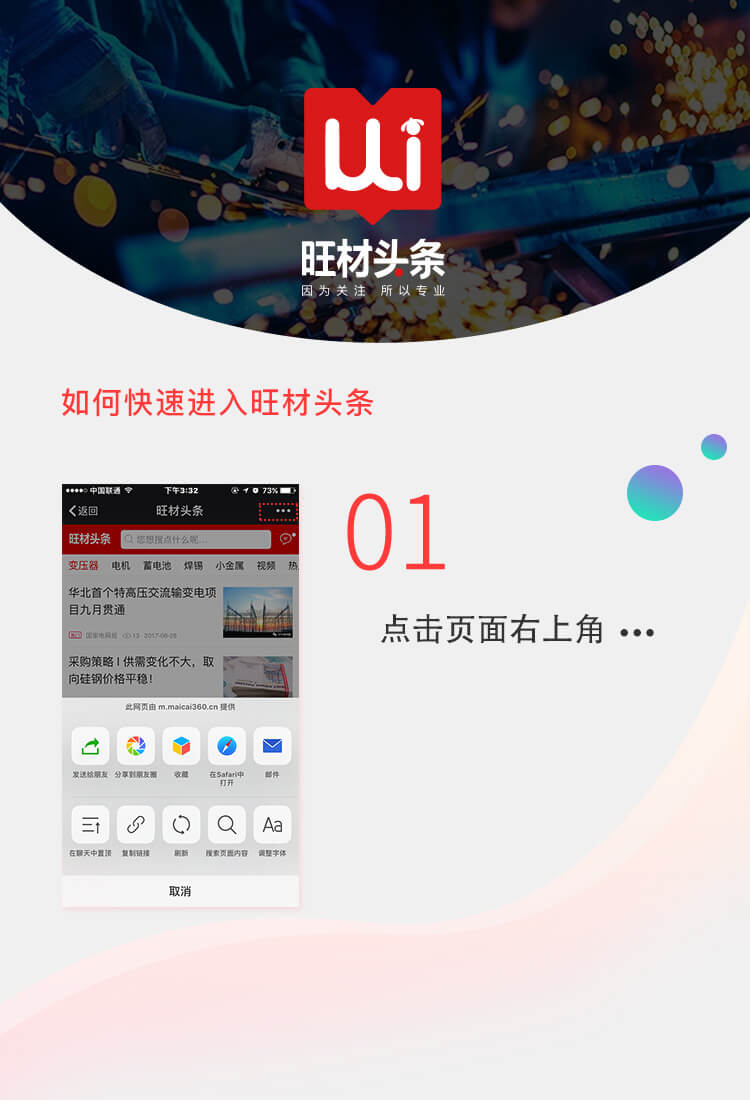 旺材头条
因为关注 所以专业
如何快速进入旺材头条
01
点击页面右上角 •••
中国联通 下午3:32 73%
返回 旺材头条 •••
旺材头条 您想搜点什么呢...
变压器 电机 蓄电池 焊锡 小金属 视频 热
华北首个特高压交流输变电项
目九月贯通
国家电网报 13 · 2017-08-28
采购策略 I 供需变化不大，取
向硅钢价格平稳！
此网页由 m.maicai360.cn 提供
发送给朋友 分享到朋友圈 收藏 在Safari中 邮件
打开
Aa
在聊天中置顶 复制链接 刷新 搜索页面内容 调整字体
取消